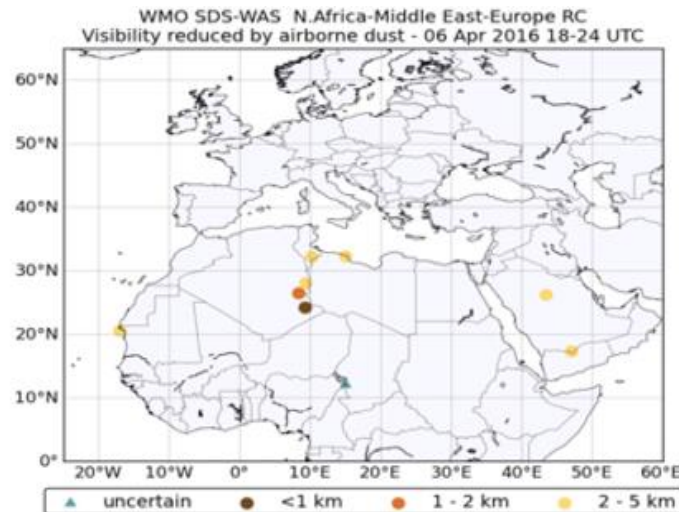 WMO SDS-WAS N.Africa-Middle East-Europe RC
Visibility reduced by airborne dust - 06 Apr 2016 18-24 UTC
60°N
50°N
40°N
30°N
20°N
10°N
0°
20°W 10°W 0° 10°E 20°E 30°E 40°E 50°E 60°E
uncertain <1 km 1 - 2 km 2 - 5 km